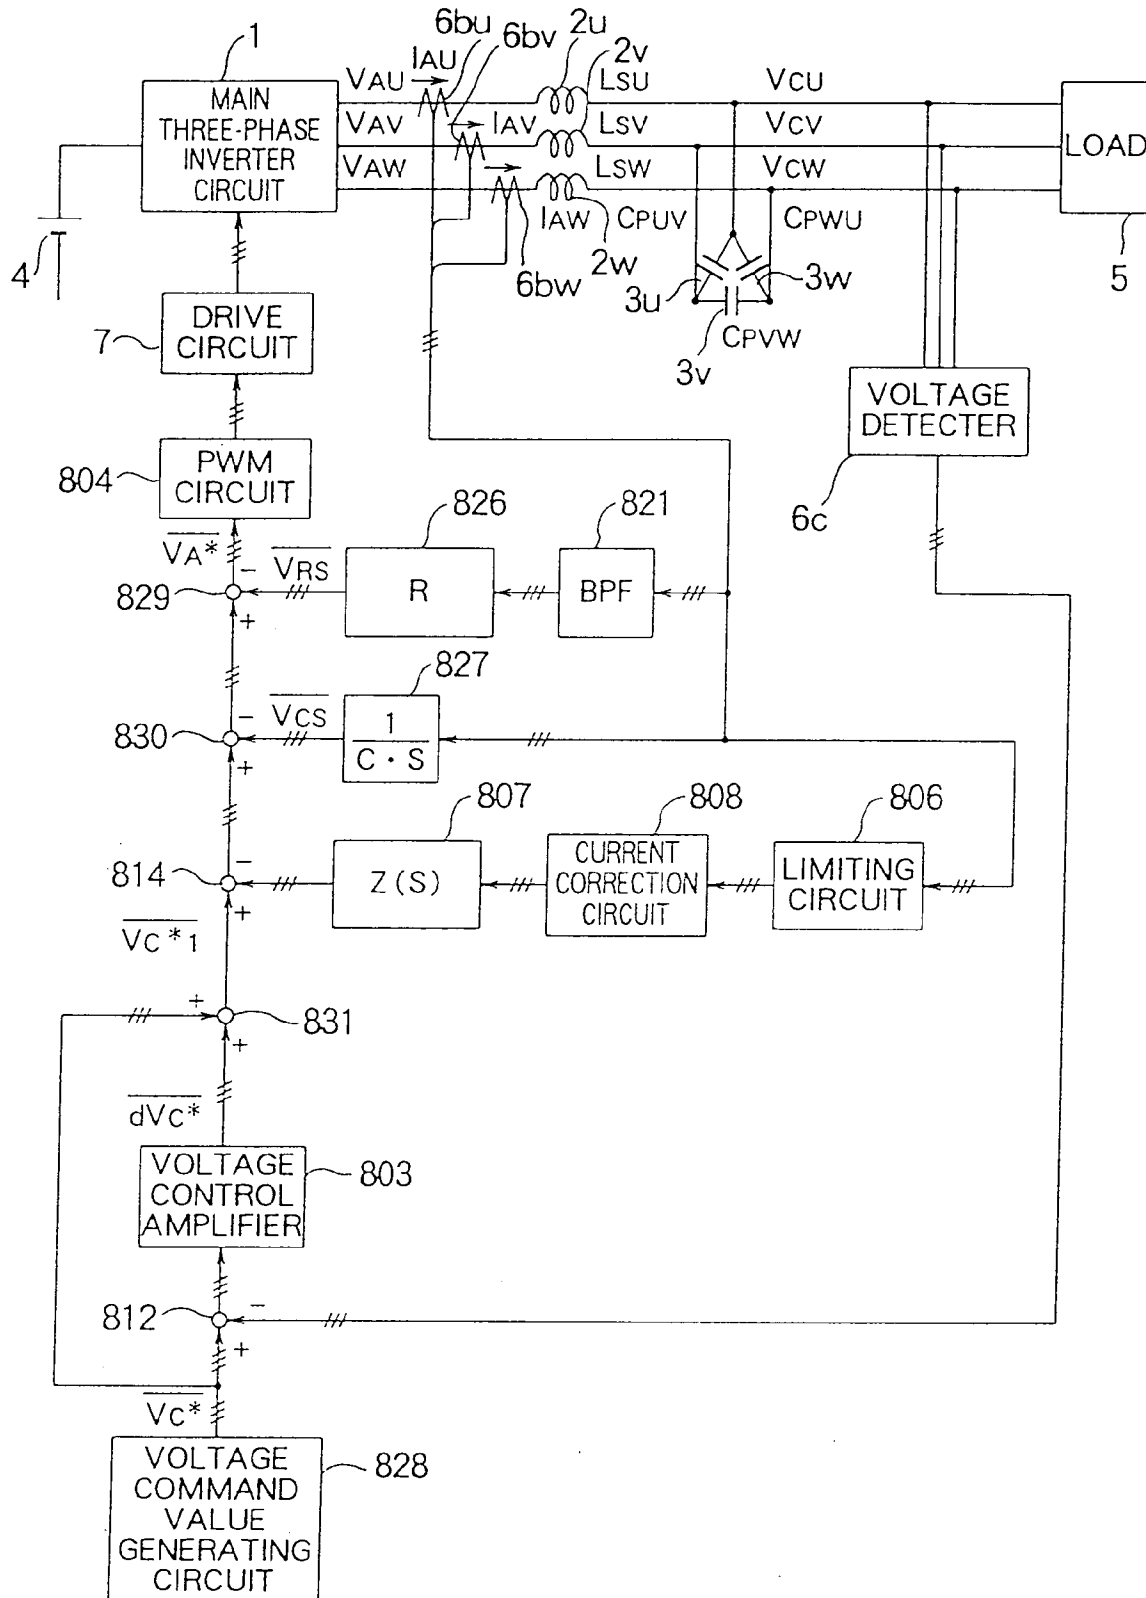 6bu
2u
1
IAU
6bv
2v
VAU
LSU
VCU
MAIN
THREE-PHASE
INVERTER
CIRCUIT
VAV
IAV
LSV
VCV
LOAD
VAW
LSW
VCW
IAW
CPUV
CPWU
4
2w
5
6bw
3u
3w
DRIVE
CIRCUIT
7
CPVW
3v
VOLTAGE
DETECTER
PWM
CIRCUIT
804
826
821
6c
VA*
−
VRS
R
BPF
829
+
827
−
VCS
1
C · S
830
+
807
808
806
−
Z(S)
CURRENT
CORRECTION
CIRCUIT
LIMITING
CIRCUIT
814
+
VC*1
+
831
+
dVC*
VOLTAGE
CONTROL
AMPLIFIER
803
812
−
+
VC*
VOLTAGE
COMMAND
VALUE
GENERATING
CIRCUIT
828